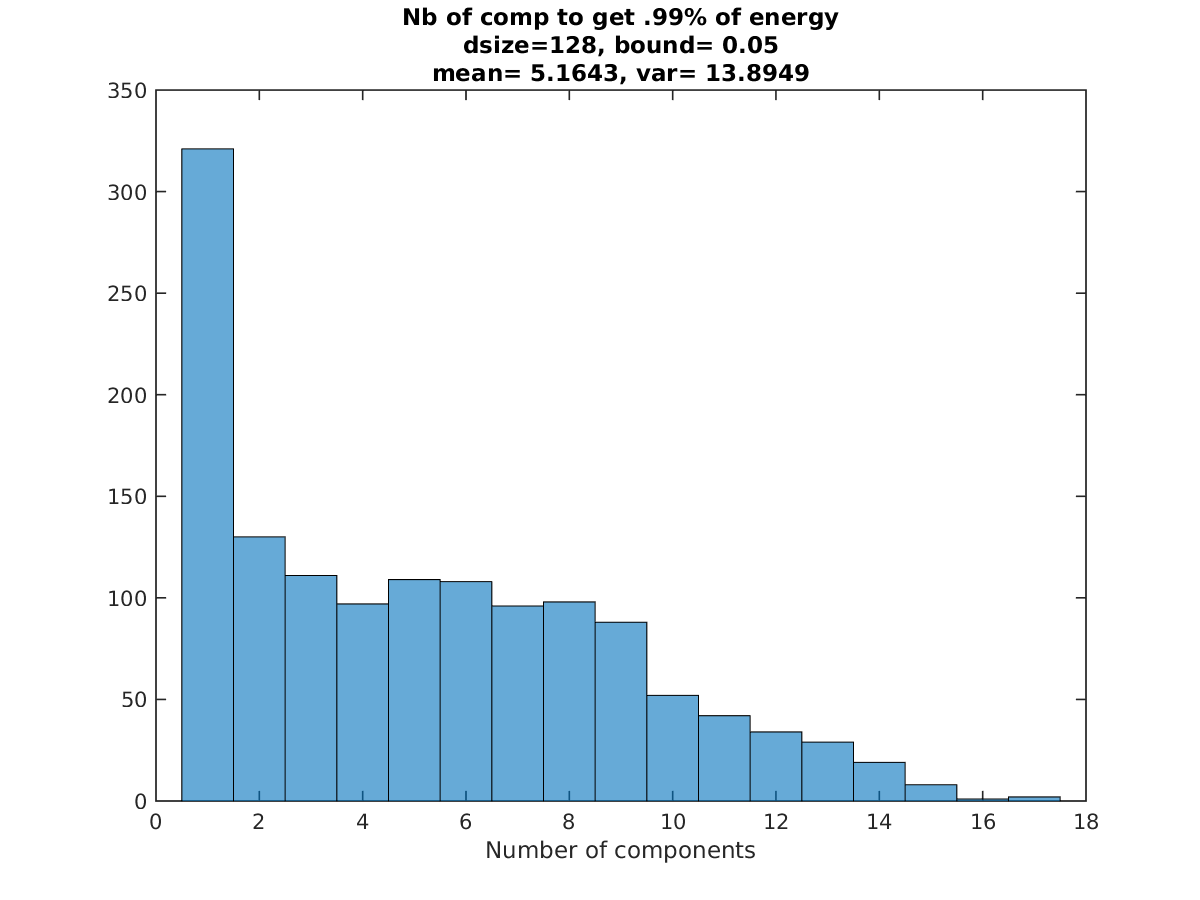 Nb of comp to get .99% of energy
dsize=128, bound= 0.05
mean= 5.1643, var= 13.8949
350
300
250
200
150
100
50
0
0 2 4 6 8 10 12 14 16 18
Number of components